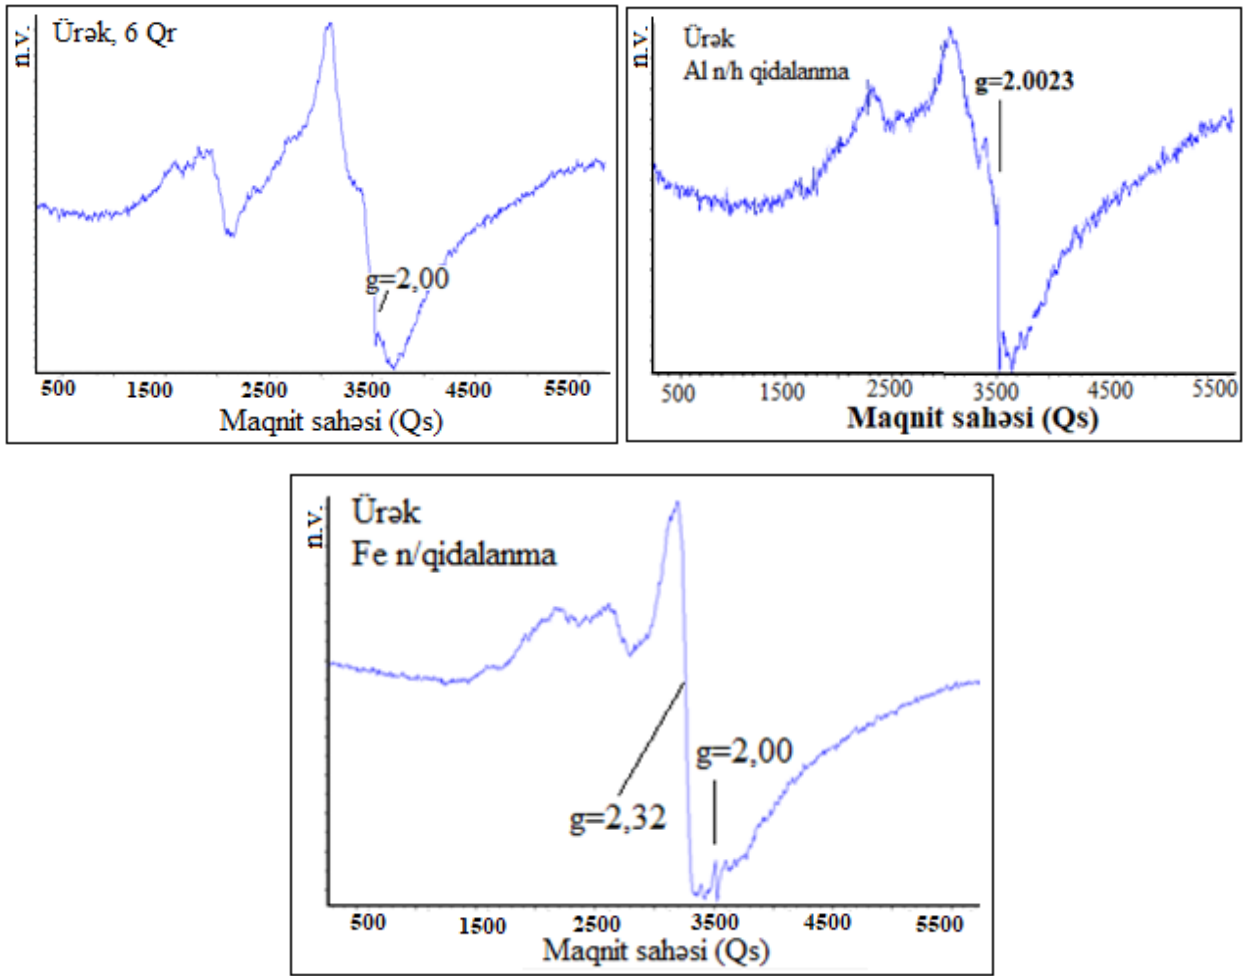 n.v.
Ürək, 6 Qr
g=2,00
500 1500 2500 3500 4500 5500
Maqnit sahəsi (Qs)
n.v.
Ürək
Al n/h qidalanma
g=2.0023
500 1500 2500 3500 4500 5500
Maqnit sahəsi (Qs)
n.v.
Ürək
Fe n/qidalanma
g=2,00
g=2,32
500 1500 2500 3500 4500 5500
Maqnit sahəsi (Qs)